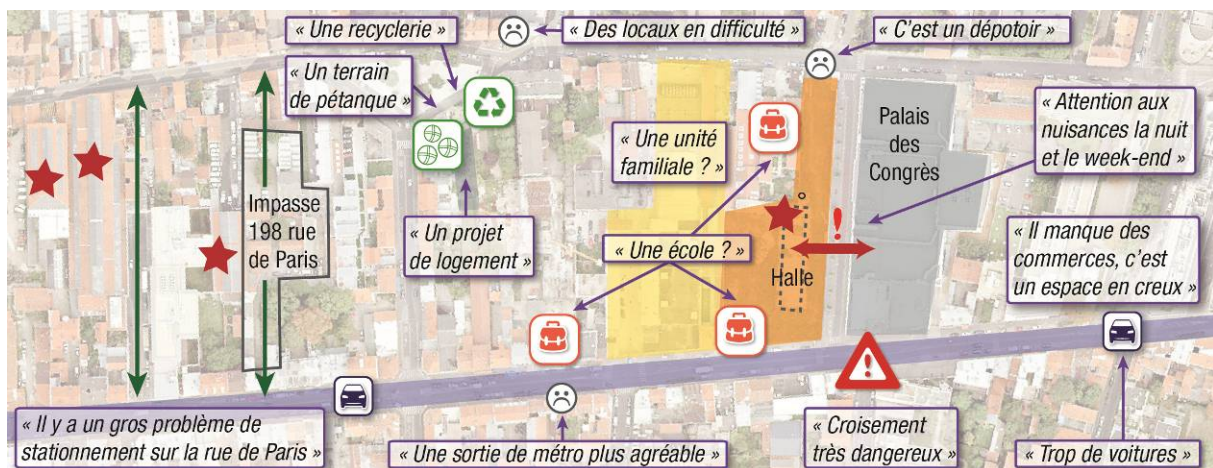 « Une recyclerie »
« Des locaux en difficulté »
« C'est un dépotoir »
« Un terrain
de pétanque »
« Une unité
familiale ? »
Palais
des
Congrès
« Attention aux
nuisances la nuit
et le week-end »
Impasse
198 rue
de Paris
« Un projet
de logement »
« Une école ? »
!
Halle
« Il manque des
commerces, c'est
un espace en creux »
!
« Il y a un gros problème de
stationnement sur la rue de Paris »
« Une sortie de métro plus agréable »
« Croisement
très dangereux »
« Trop de voitures »